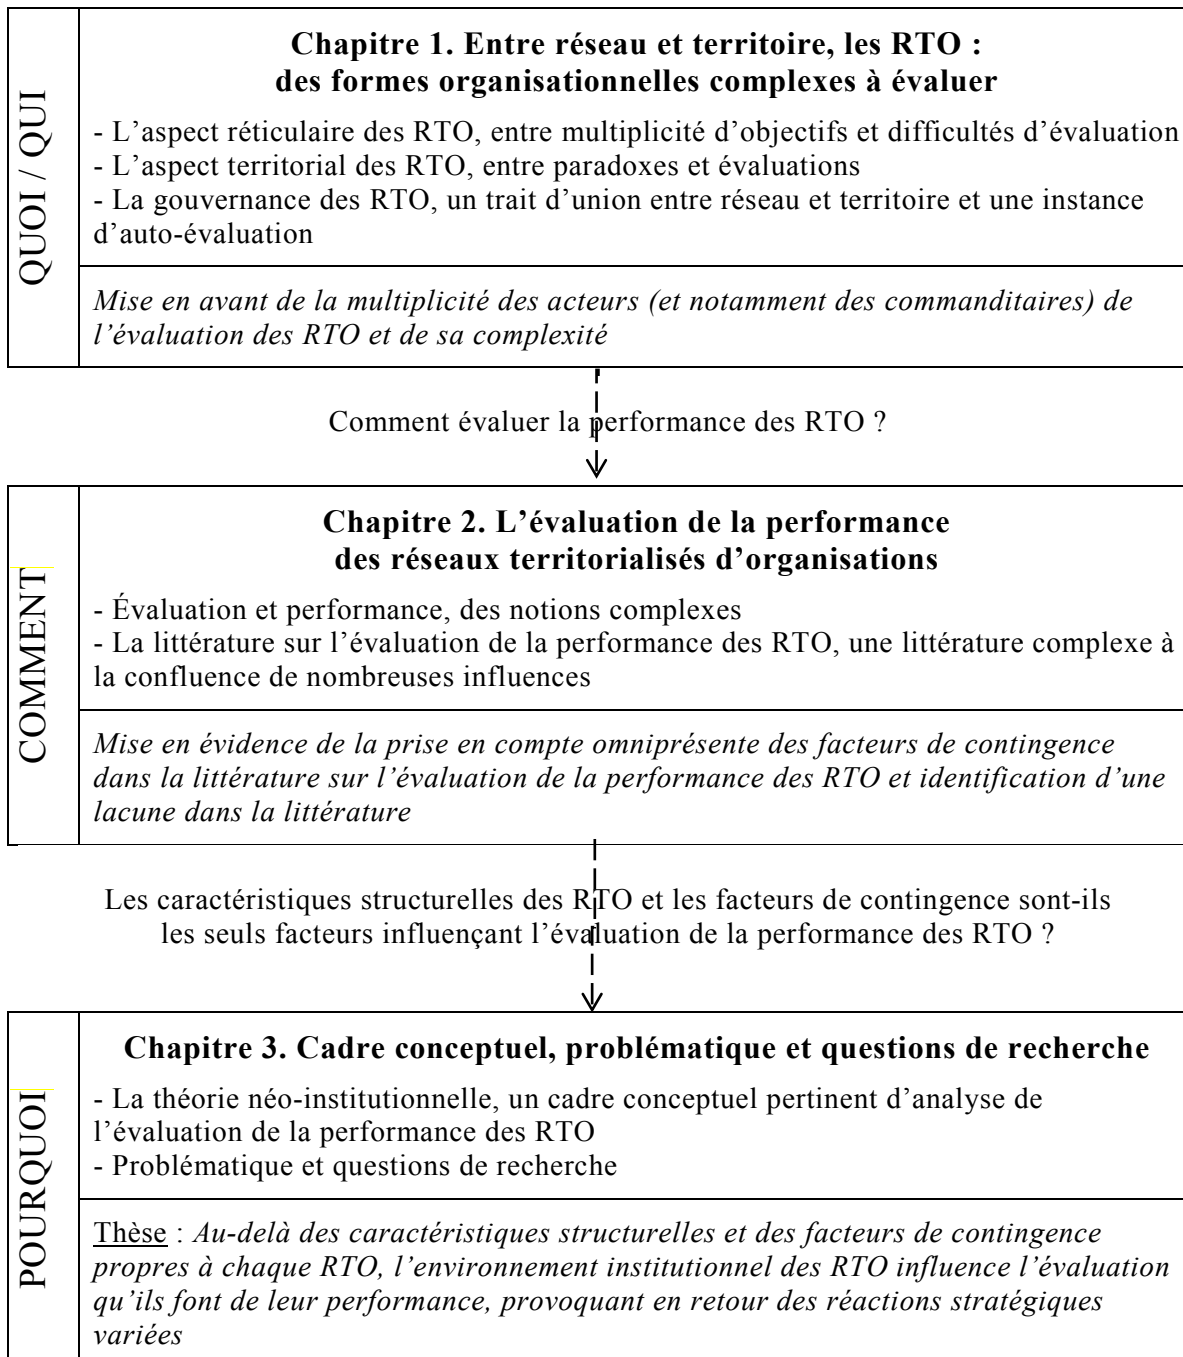 QUOI / QUI
Chapitre 1. Entre réseau et territoire, les RTO :
des formes organisationnelles complexes à évaluer
- L’aspect réticulaire des RTO, entre multiplicité d’objectifs et difficultés d’évaluation
- L’aspect territorial des RTO, entre paradoxes et évaluations
- La gouvernance des RTO, un trait d’union entre réseau et territoire et une instance
d’auto-évaluation
Mise en avant de la multiplicité des acteurs (et notamment des commanditaires) de
l’évaluation des RTO et de sa complexité
Comment évaluer la performance des RTO ?
COMMENT
Chapitre 2. L’évaluation de la performance
des réseaux territorialisés d’organisations
- Évaluation et performance, des notions complexes
- La littérature sur l’évaluation de la performance des RTO, une littérature complexe à
la confluence de nombreuses influences
Mise en évidence de la prise en compte omniprésente des facteurs de contingence
dans la littérature sur l’évaluation de la performance des RTO et identification d’une
lacune dans la littérature
Les caractéristiques structurelles des RTO et les facteurs de contingence sont-ils
les seuls facteurs influençant l’évaluation de la performance des RTO ?
POURQUOI
Chapitre 3. Cadre conceptuel, problématique et questions de recherche
- La théorie néo-institutionnelle, un cadre conceptuel pertinent d’analyse de
l’évaluation de la performance des RTO
- Problématique et questions de recherche
Thèse : Au-delà des caractéristiques structurelles et des facteurs de contingence
propres à chaque RTO, l’environnement institutionnel des RTO influence l’évaluation
qu’ils font de leur performance, provoquant en retour des réactions stratégiques
variées